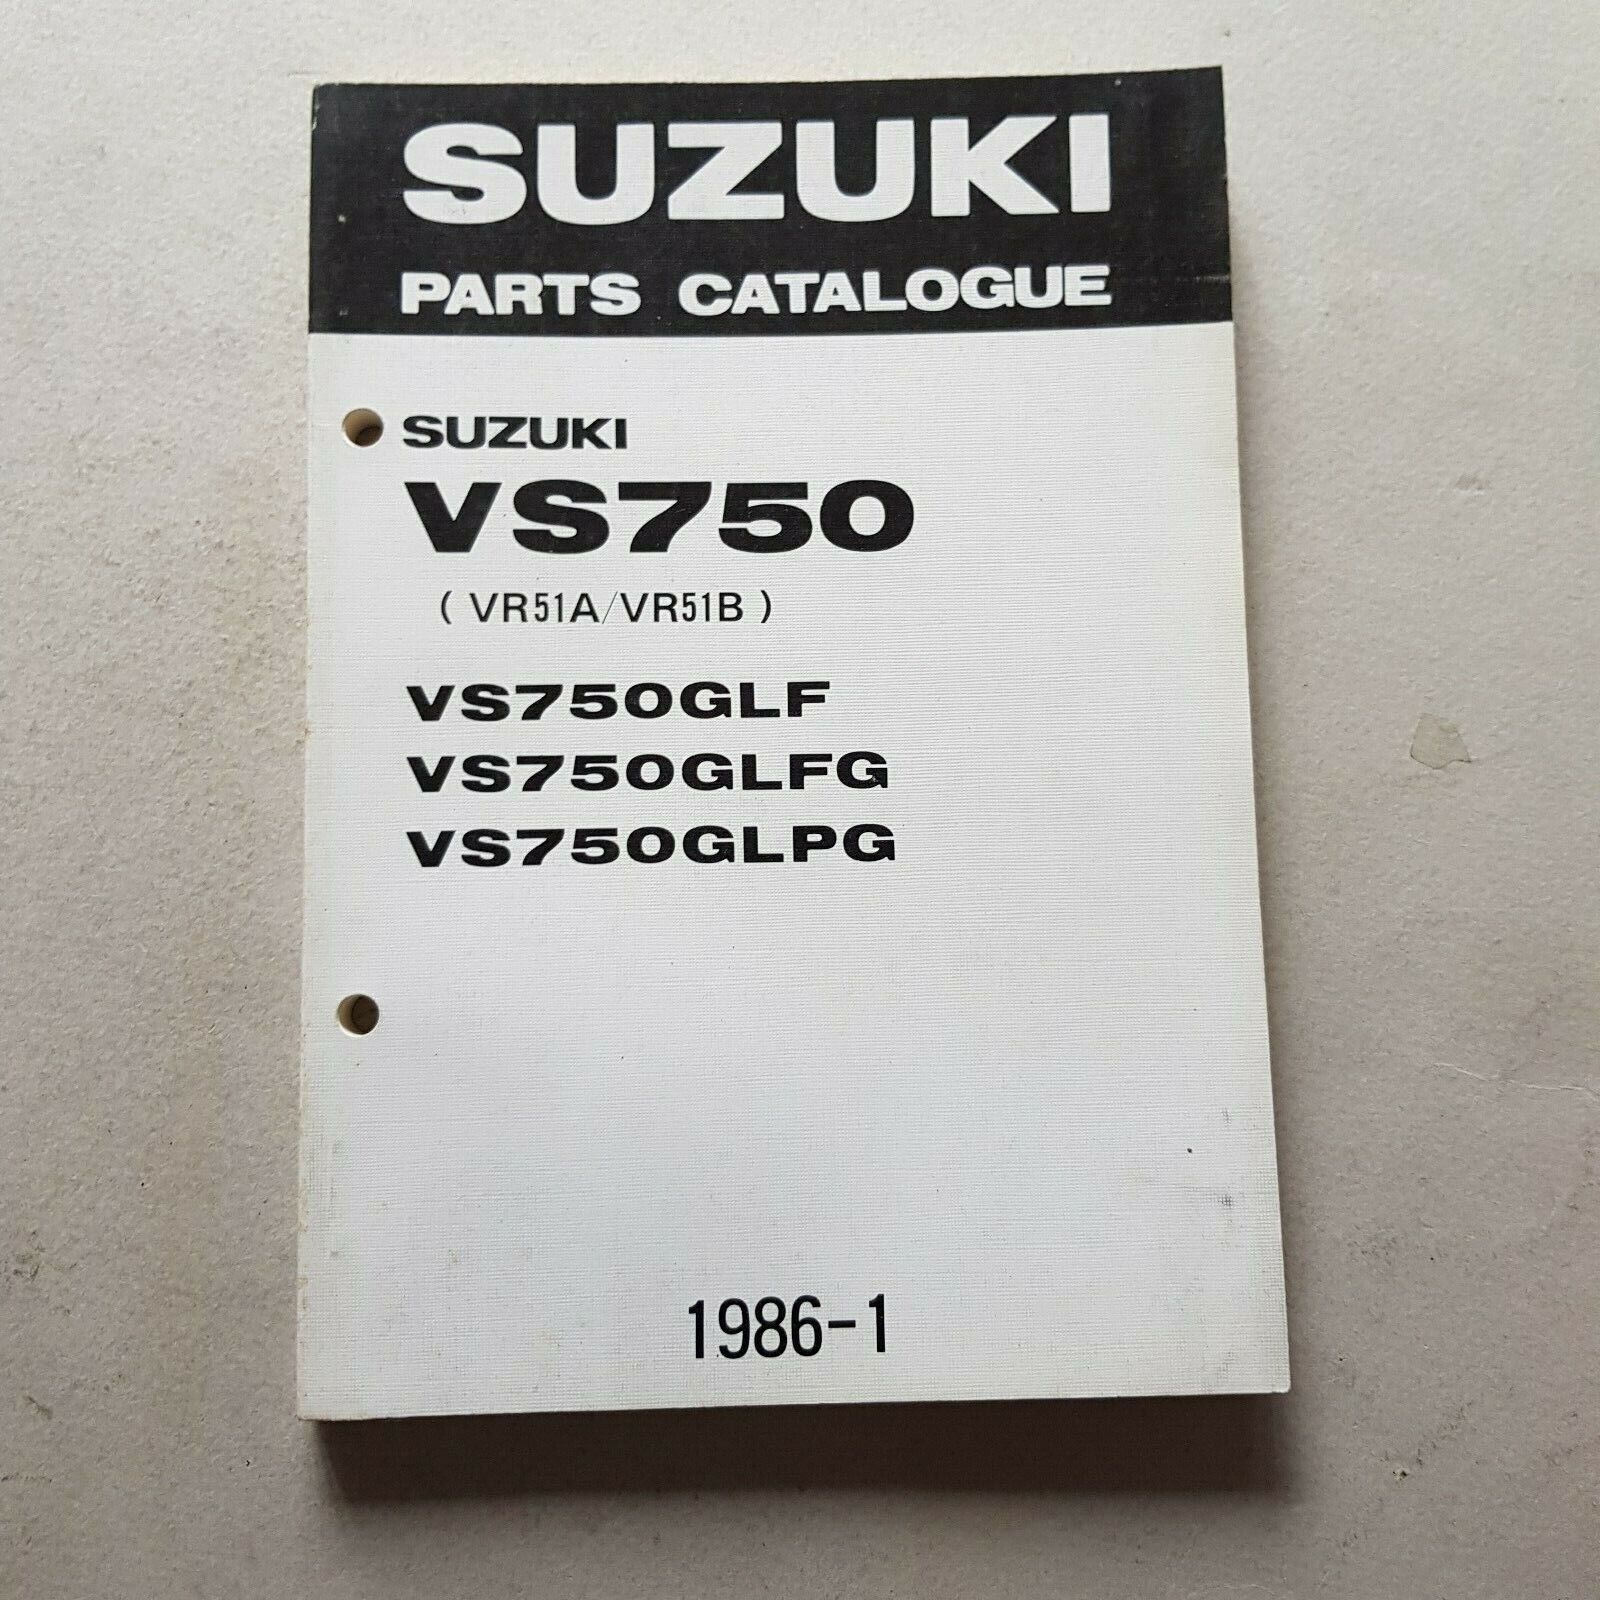 SUZUKI
PARTS CATALOGUE
SUZUKI
VS750
( VR51A/VR51B )
VS750GLF
VS750GLFG
VS750GLPG
1986-1